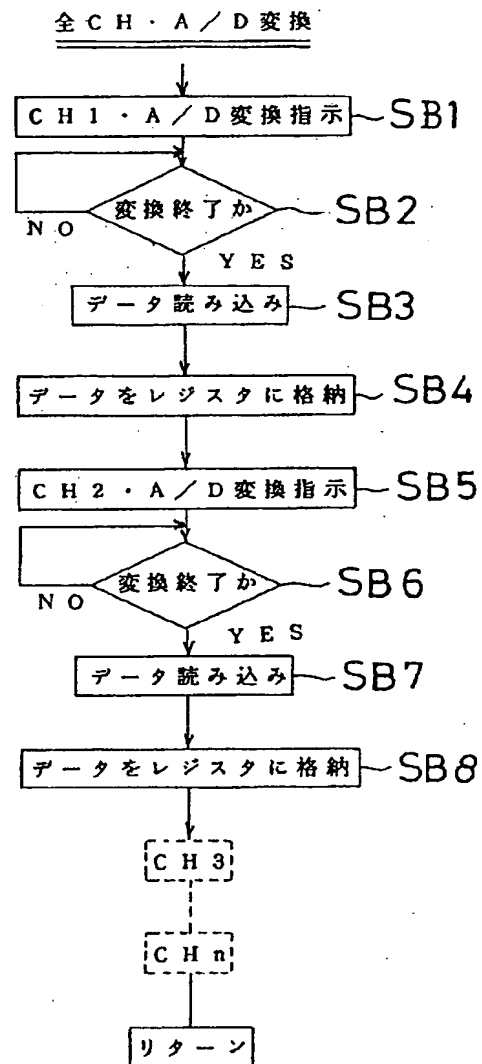 全CH・A/D変換
CH1・A/D変換指示 SB1
変換終了か SB2
NO
YES
データ読み込み SB3
データをレジスタに格納 SB4
CH2・A/D変換指示 SB5
変換終了か SB6
NO
YES
データ読み込み SB7
データをレジスタに格納 SB8
CH3
CHn
リターン